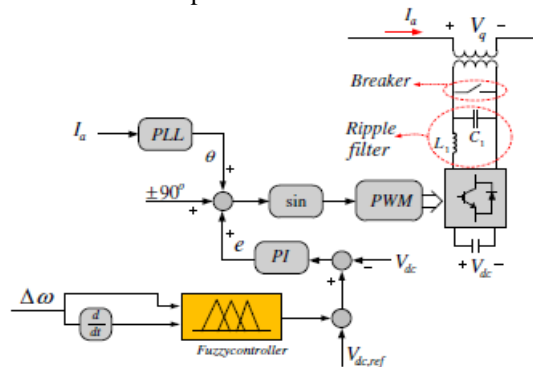 I_a + V_q −
Breaker
I_a PLL
Ripple filter
L_1 C_1
θ
+
±90° + sin PWM
+
e PI − V_dc
+ V_dc −
+
Δω
d/dt
Fuzzycontroller
V_dc,ref